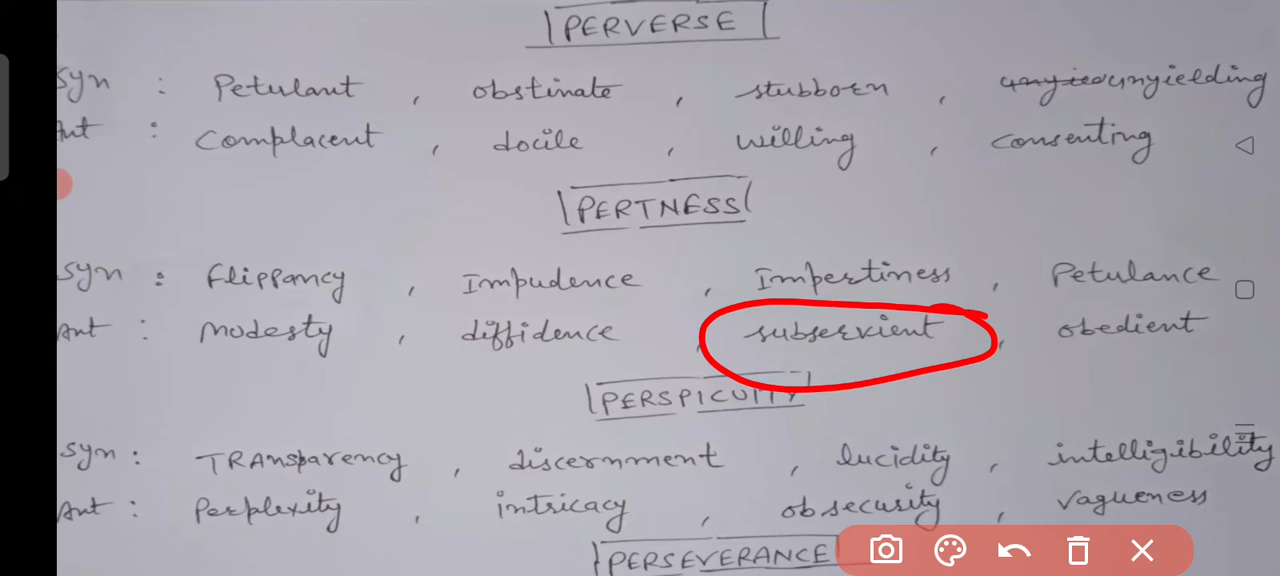 PERVERSE
Syn : Petulant , obstinate , stubborn , unyielding
Ant : Complacent , docile , willing , consenting
PERTNESS
Syn : Flippancy , Impudence , Impertiness , Petulance
Ant : Modesty , diffidence , subservient , obedient
PERSPICUITY
Syn : TRANsparency , discernment , lucidity , intelligibility
Ant : Perplexity , intricacy , obsecurity , vagueness
PERSEVERANCE